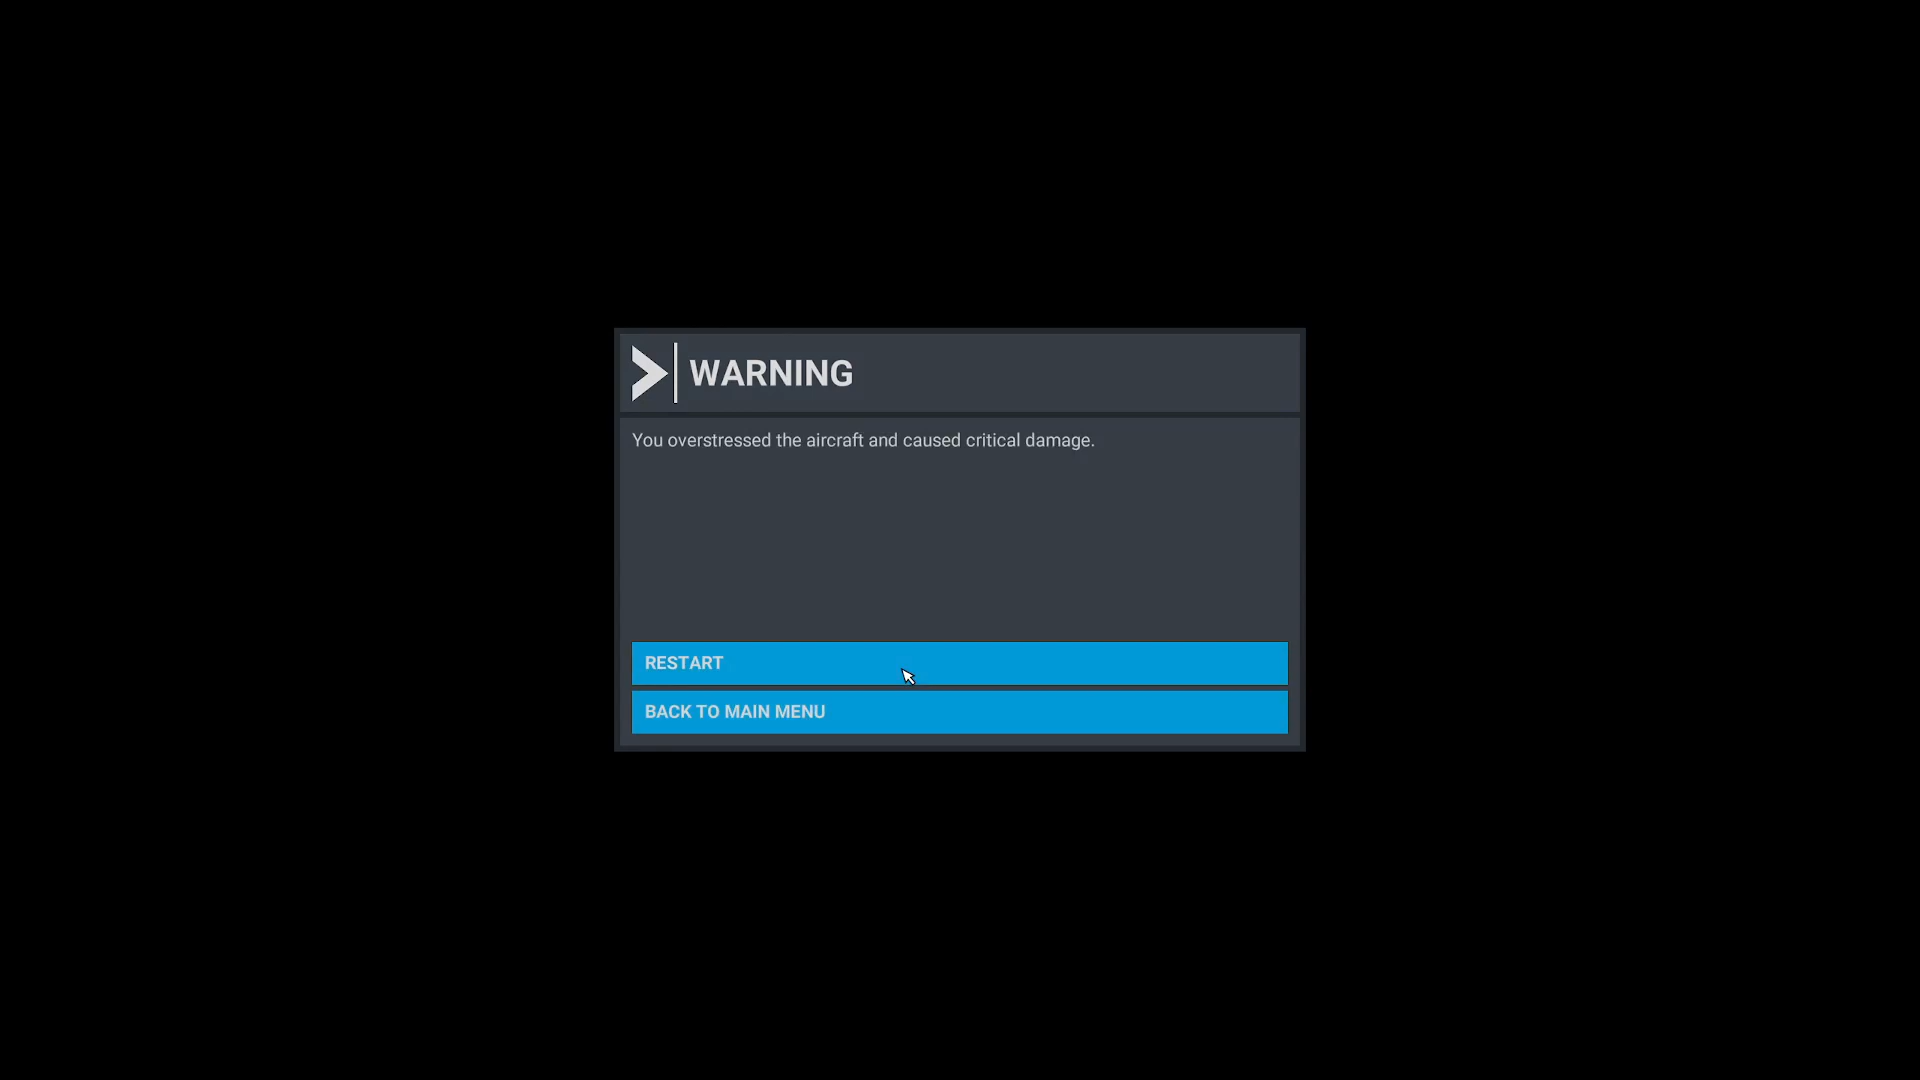 WARNING
You overstressed the aircraft and caused critical damage.
RESTART
BACK TO MAIN MENU